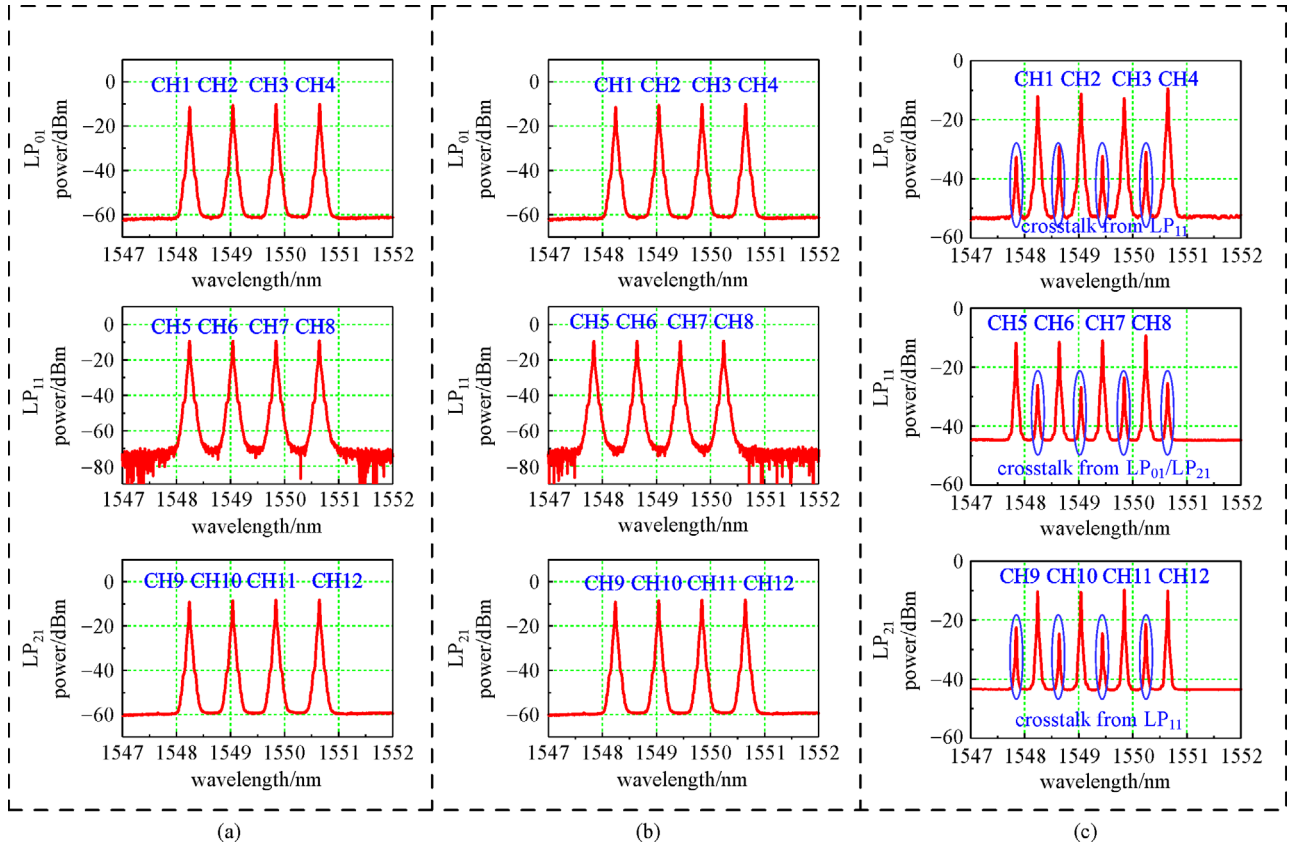 CH1 CH2 CH3 CH4
LP01
power/dBm
0
−20
−40
−60
1547 1548 1549 1550 1551 1552
wavelength/nm
CH5 CH6 CH7 CH8
LP11
power/dBm
0
−20
−40
−60
−80
1547 1548 1549 1550 1551 1552
wavelength/nm
CH9 CH10 CH11 CH12
LP21
power/dBm
0
−20
−40
−60
1547 1548 1549 1550 1551 1552
wavelength/nm
(a)
CH1 CH2 CH3 CH4
LP01
power/dBm
0
−20
−40
−60
1547 1548 1549 1550 1551 1552
wavelength/nm
CH5 CH6 CH7 CH8
LP11
power/dBm
0
−20
−40
−60
−80
1547 1548 1549 1550 1551 1552
wavelength/nm
CH9 CH10 CH11 CH12
LP21
power/dBm
0
−20
−40
−60
1547 1548 1549 1550 1551 1552
wavelength/nm
(b)
CH1 CH2 CH3 CH4
LP01
power/dBm
0
−20
−40
−60
crosstalk from LP11
1547 1548 1549 1550 1551 1552
wavelength/nm
CH5 CH6 CH7 CH8
LP11
power/dBm
0
−20
−40
−60
crosstalk from LP01/LP21
1547 1548 1549 1550 1551 1552
wavelength/nm
CH9 CH10 CH11 CH12
LP21
power/dBm
0
−20
−40
−60
crosstalk from LP11
1547 1548 1549 1550 1551 1552
wavelength/nm
(c)